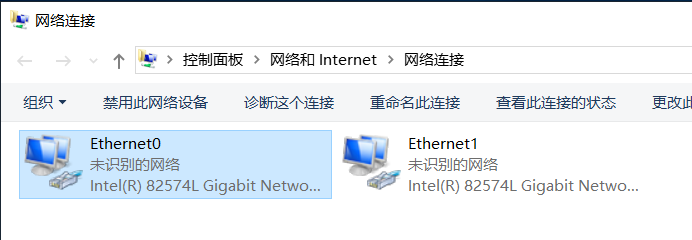 网络连接
控制面板 > 网络和 Internet > 网络连接
组织 禁用此网络设备 诊断这个连接 重命名此连接 查看此连接的状态 更改此
Ethernet0
未识别的网络
Intel(R) 82574L Gigabit Netwo...
Ethernet1
未识别的网络
Intel(R) 82574L Gigabit Netwo...